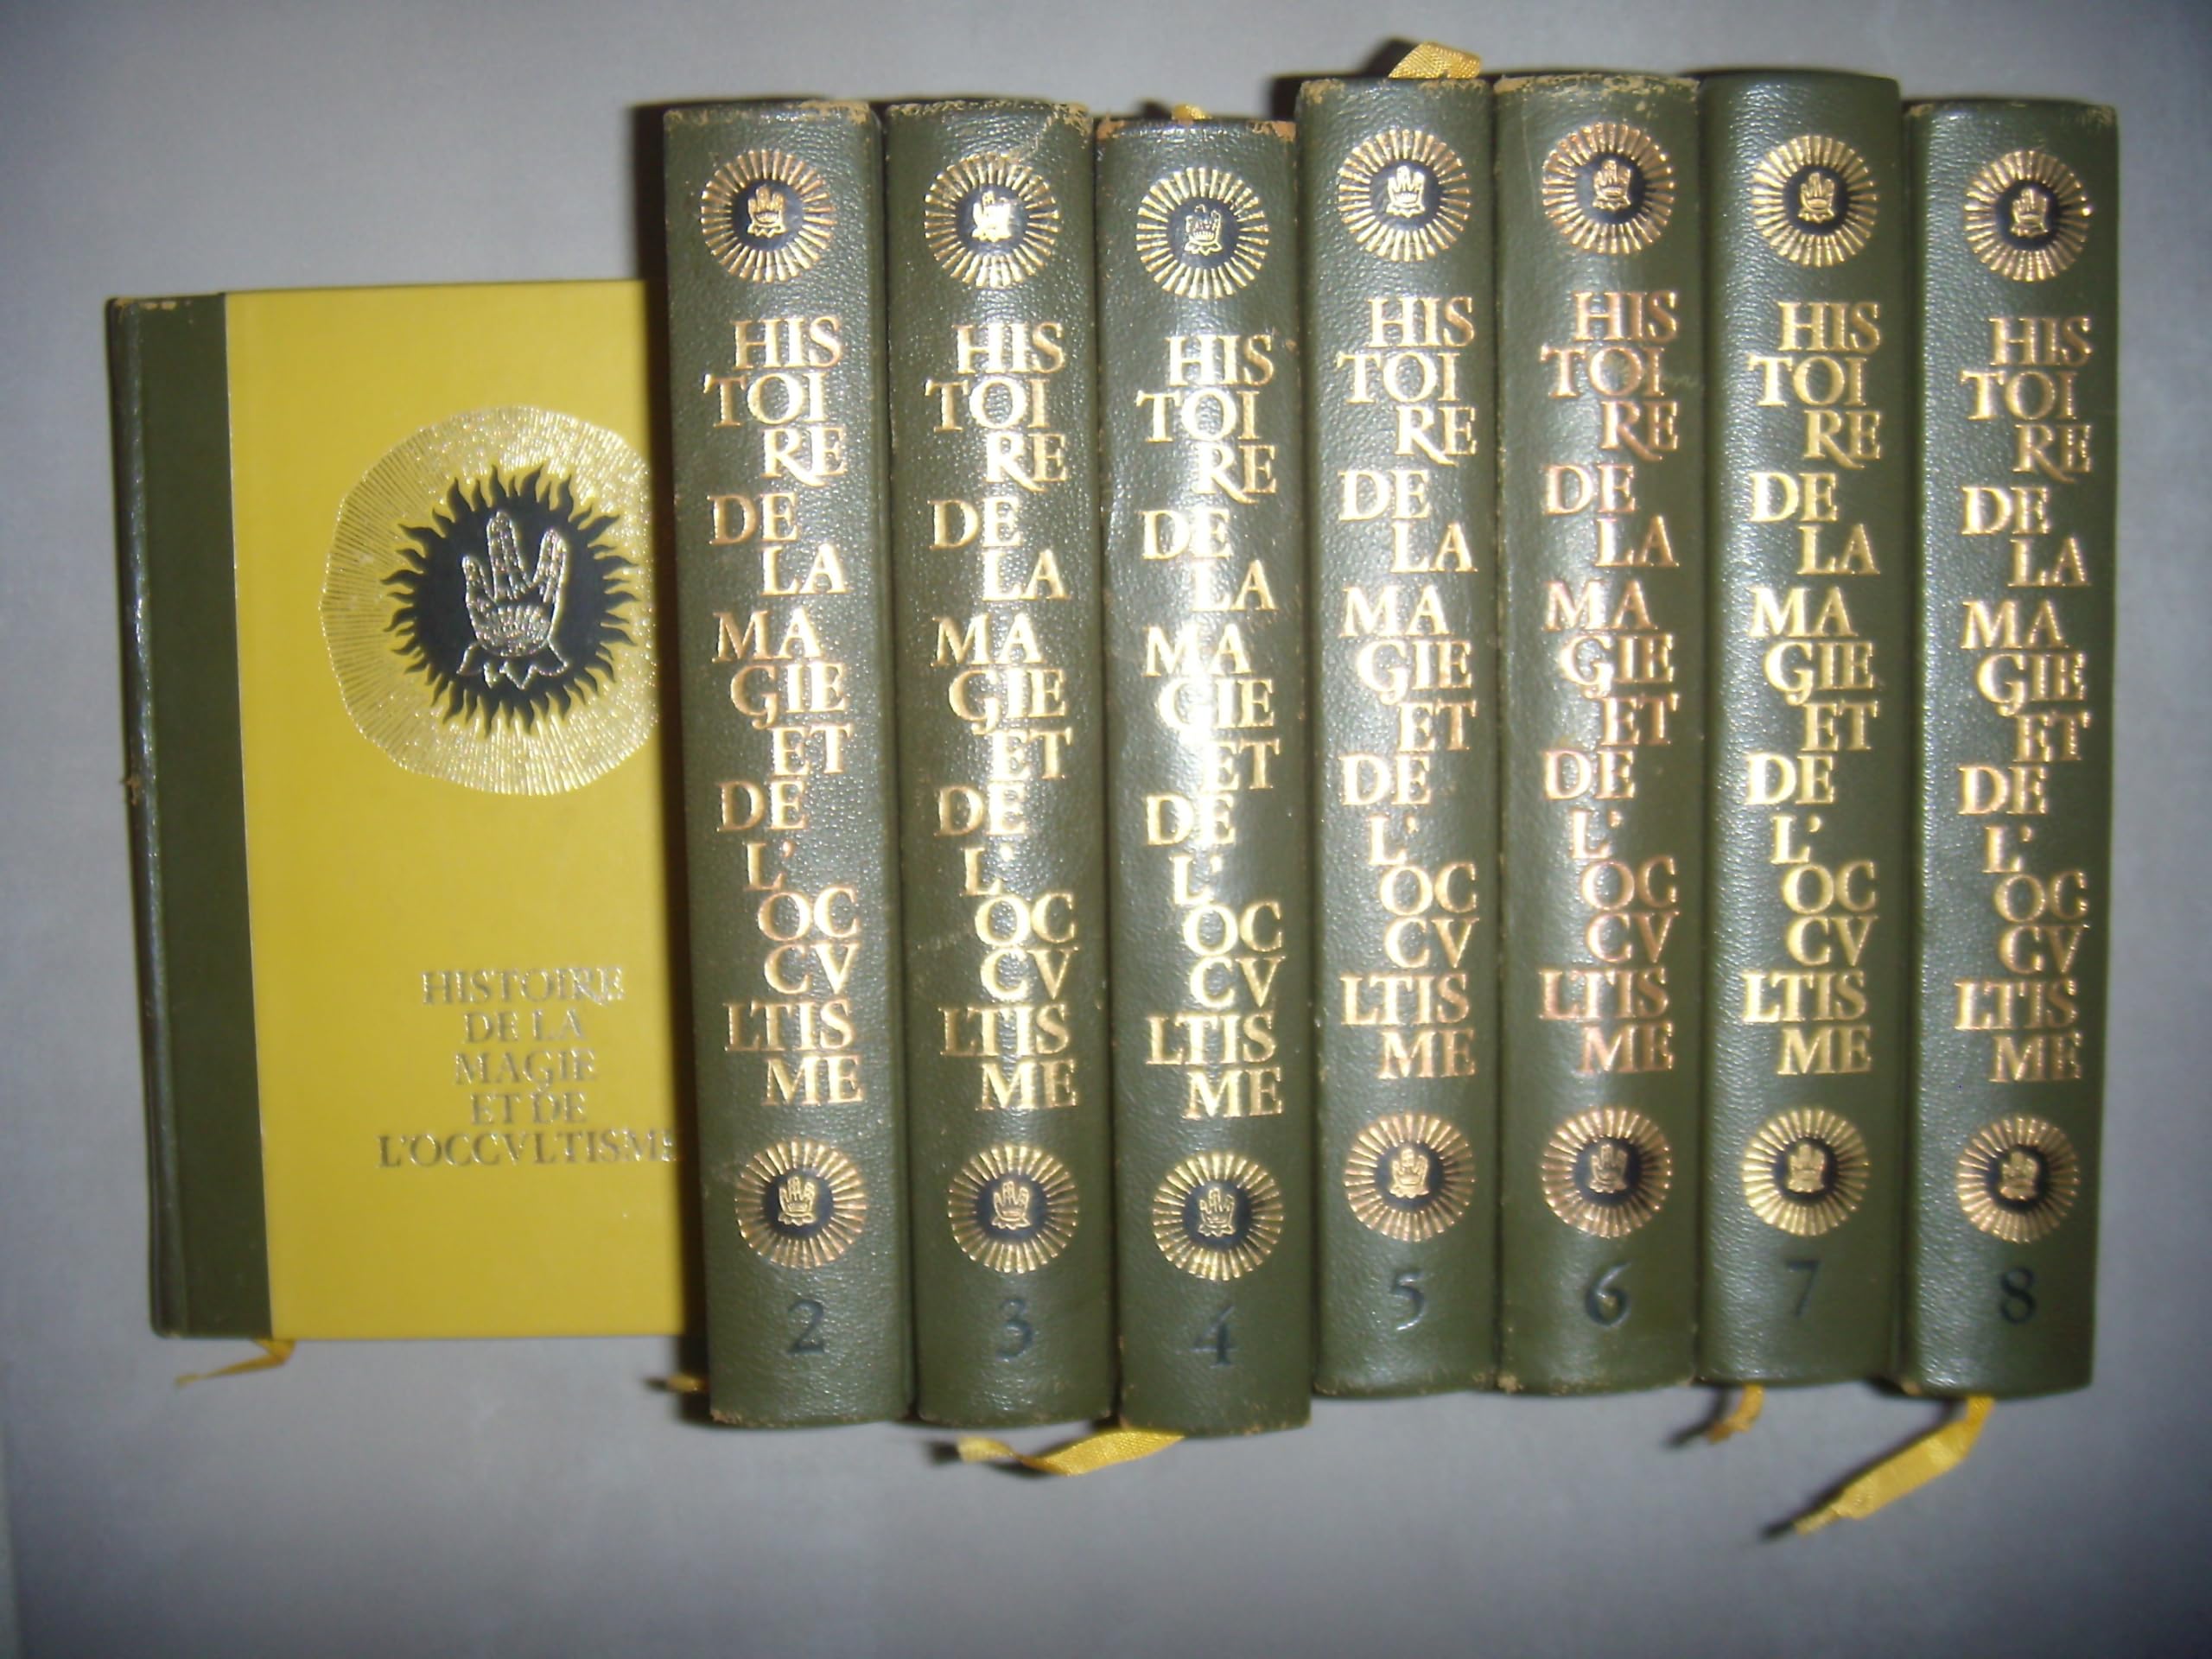 HISTOIRE
DE LA
MAGIE
ET DE
L'OCCVLTISME
HIS
TOI
RE
DE
LA
MA
GIE
ET
DE
L'
OC
CV
LTIS
ME
2
HIS
TOI
RE
DE
LA
MA
GIE
ET
DE
L'
OC
CV
LTIS
ME
3
HIS
TOI
RE
DE
LA
MA
GIE
ET
DE
L'
OC
CV
LTIS
ME
4
HIS
TOI
RE
DE
LA
MA
GIE
ET
DE
L'
OC
CV
LTIS
ME
5
HIS
TOI
RE
DE
LA
MA
GIE
ET
DE
L'
OC
CV
LTIS
ME
6
HIS
TOI
RE
DE
LA
MA
GIE
ET
DE
L'
OC
CV
LTIS
ME
7
HIS
TOI
RE
DE
LA
MA
GIE
ET
DE
L'
OC
CV
LTIS
ME
8